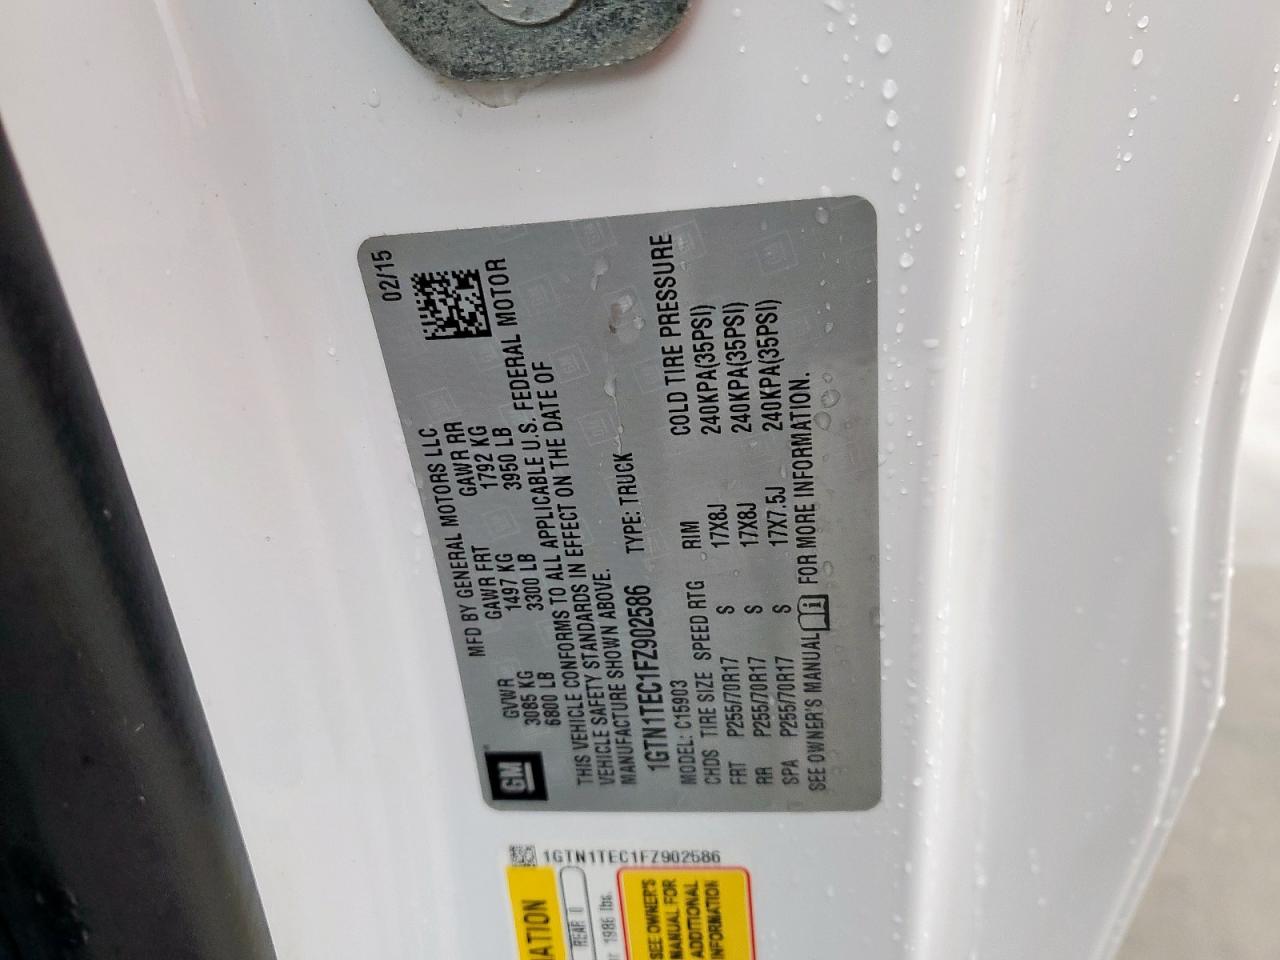 MFD BY GENERAL MOTORS LLC 02/15
GVWR GAWR FRT GAWR RR
3085 KG 1497 KG 1792 KG
6800 LB 3300 LB 3950 LB
THIS VEHICLE CONFORMS TO ALL APPLICABLE U.S. FEDERAL MOTOR
VEHICLE SAFETY STANDARDS IN EFFECT ON THE DATE OF
MANUFACTURE SHOWN ABOVE.
GM
1GTN1TEC1FZ902586 TYPE: TRUCK
MODEL: C15903
CHDS TIRE SIZE SPEED RTG RIM COLD TIRE PRESSURE
FRT P255/70R17 S 17X8J 240KPA(35PSI)
RR P255/70R17 S 17X8J 240KPA(35PSI)
SPA P255/70R17 S 17X7.5J 240KPA(35PSI)
SEE OWNER'S MANUAL FOR MORE INFORMATION.
1GTN1TEC1FZ902586
REAR 0
1986 lbs.
SEE OWNER'S
MANUAL FOR
ADDITIONAL
INFORMATION